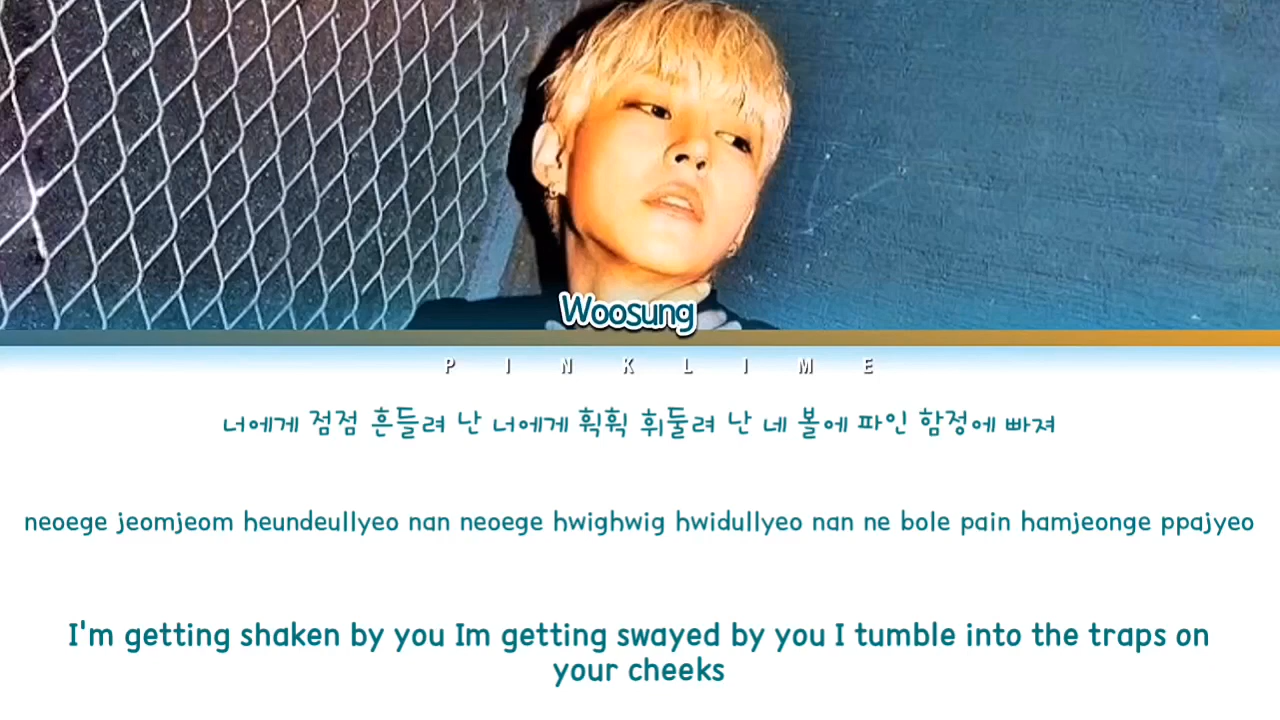 Woosung
PINKLIME
너에게 점점 흔들려 난 너에게 휙휙 휘둘려 난 네 볼에 파인 함정에 빠져
neoege jeomjeom heundeullyeo nan neoege hwighwig hwidullyeo nan ne bole pain hamjeonge ppajyeo
I'm getting shaken by you Im getting swayed by you I tumble into the traps on
your cheeks